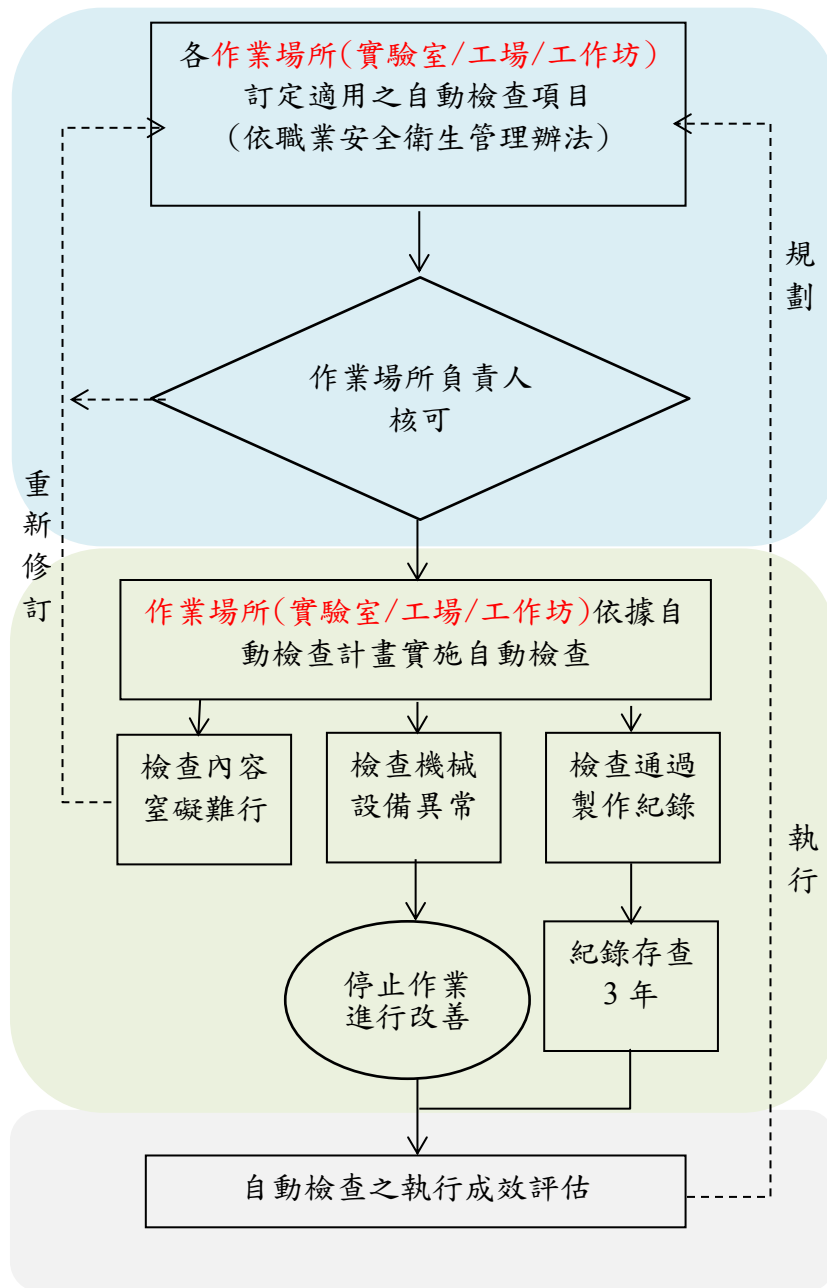 各作業場所(實驗室/工場/工作坊)
訂定適用之自動檢查項目
(依職業安全衛生管理辦法)
規劃
作業場所負責人
核可
重新修訂
作業場所(實驗室/工場/工作坊)依據自
動檢查計畫實施自動檢查
檢查內容
窒礙難行
檢查機械
設備異常
檢查通過
製作紀錄
執行
停止作業
進行改善
紀錄存查
3 年
自動檢查之執行成效評估